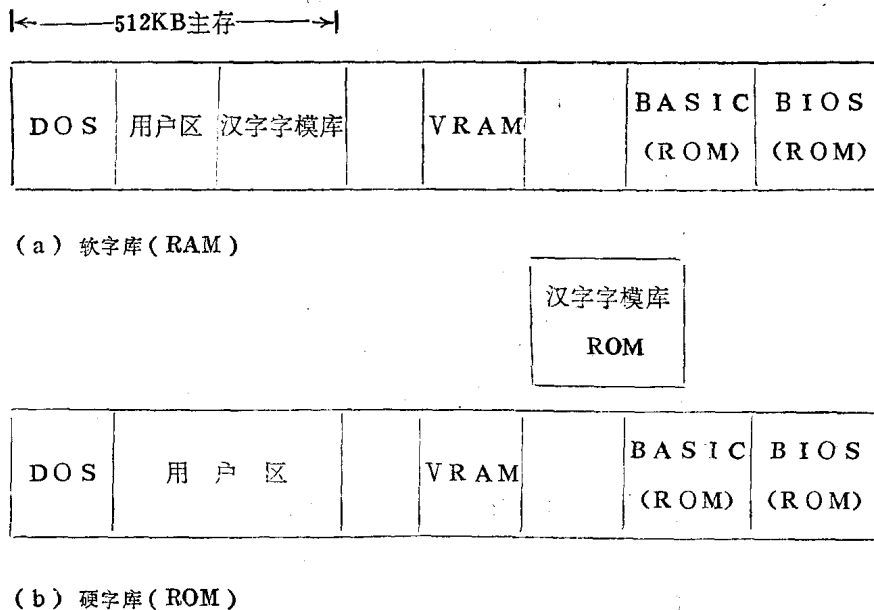 512KB主存
DOS 用户区 汉字字模库 VRAM BASIC (ROM) BIOS (ROM)
(a) 软字库(RAM)
汉字字模库
ROM
DOS 用户区 VRAM BASIC (ROM) BIOS (ROM)
(b) 硬字库(ROM)